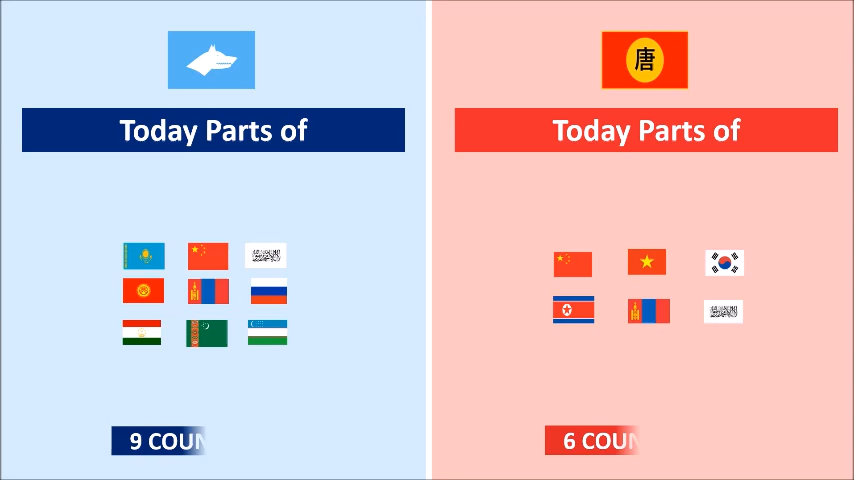 唐
Today Parts of
Today Parts of
9 COUN
6 COUN